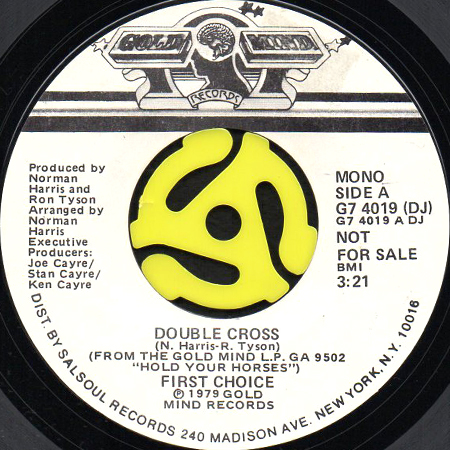 GOLD MIND
RECORDS
Produced by
Norman
Harris and
Ron Tyson
Arranged by
Norman
Harris
Executive
Producers:
Joe Cayre/
Stan Cayre/
Ken Cayre
MONO
SIDE A
G7 4019 (DJ)
G7 4019 A DJ
NOT
FOR SALE
BMI
3:21
DOUBLE CROSS
(N. Harris-R. Tyson)
(FROM THE GOLD MIND L.P. GA 9502
"HOLD YOUR HORSES")
FIRST CHOICE
℗ 1979 GOLD
MIND RECORDS
DIST. BY SALSOUL RECORDS 240 MADISON AVE. NEW YORK, N.Y. 10016